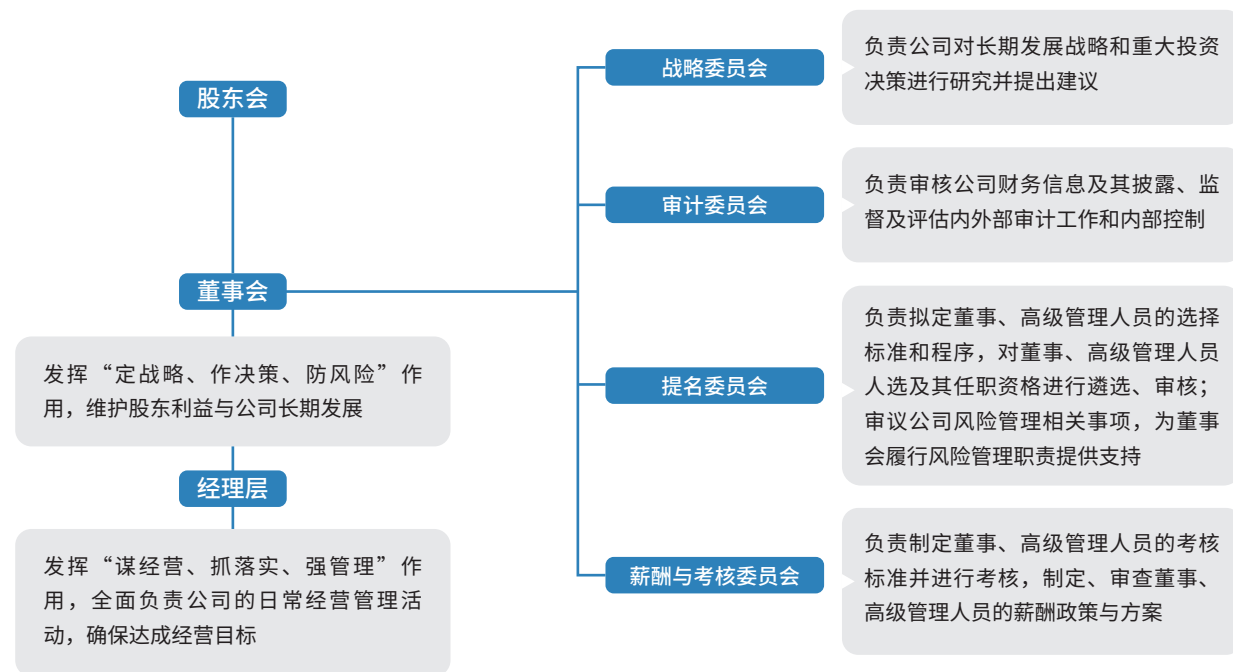 股东会
董事会
发挥“定战略、作决策、防风险”作
用，维护股东利益与公司长期发展
经理层
发挥“谋经营、抓落实、强管理”作
用，全面负责公司的日常经营管理活
动，确保达成经营目标
战略委员会
负责公司对长期发展战略和重大投资
决策进行研究并提出建议
审计委员会
负责审核公司财务信息及其披露、监
督及评估内外部审计工作和内部控制
提名委员会
负责拟定董事、高级管理人员的选择
标准和程序，对董事、高级管理人员
人选及其任职资格进行遴选、审核；
审议公司风险管理相关事项，为董事
会履行风险管理职责提供支持
薪酬与考核委员会
负责制定董事、高级管理人员的考核
标准并进行考核，制定、审查董事、
高级管理人员的薪酬政策与方案